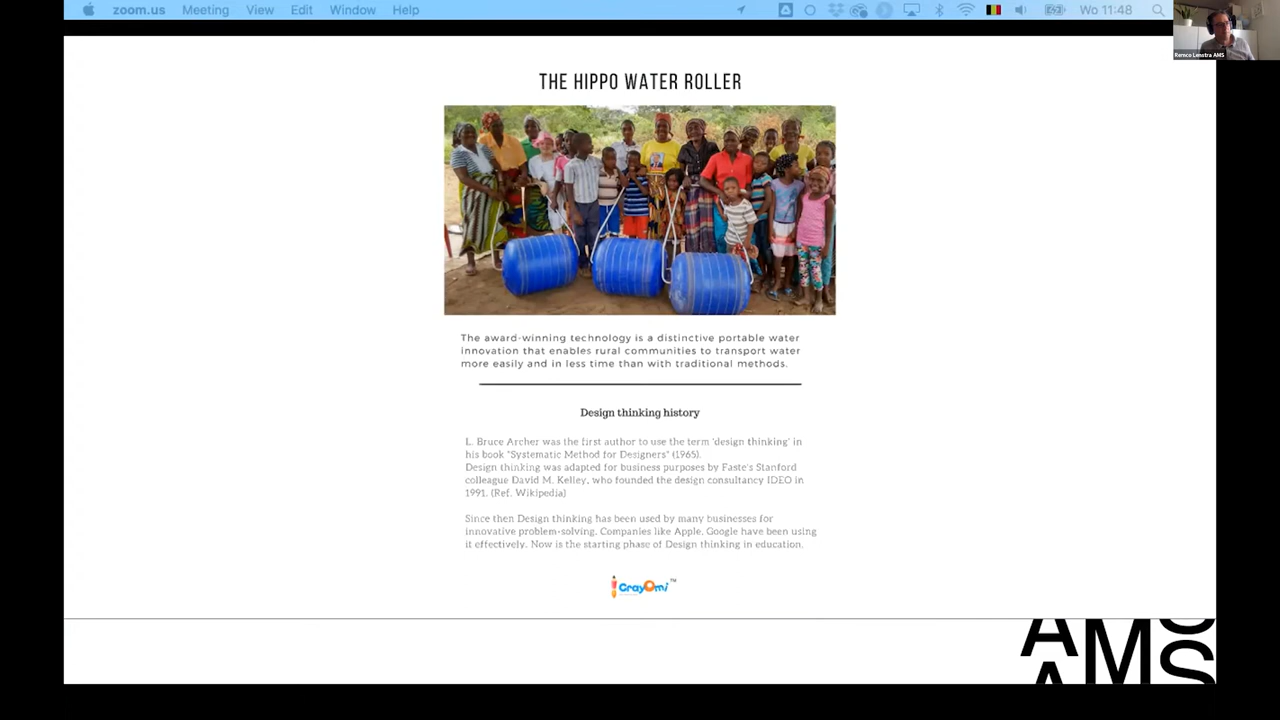 zoom.us Meeting View Edit Window Help
Wo 11:48
Remco Lenstra AMS
THE HIPPO WATER ROLLER
The award-winning technology is a distinctive portable water
innovation that enables rural communities to transport water
more easily and in less time than with traditional methods.
Design thinking history
L. Bruce Archer was the first author to use the term 'design thinking' in
his book "Systematic Method for Designers" (1965).
Design thinking was adapted for business purposes by Faste's Stanford
colleague David M. Kelley, who founded the design consultancy IDEO in
1991. (Ref. Wikipedia)
Since then Design thinking has been used by many businesses for
innovative problem-solving. Companies like Apple, Google have been using
it effectively. Now is the starting phase of Design thinking in education.
CrayOmi ™
AMS